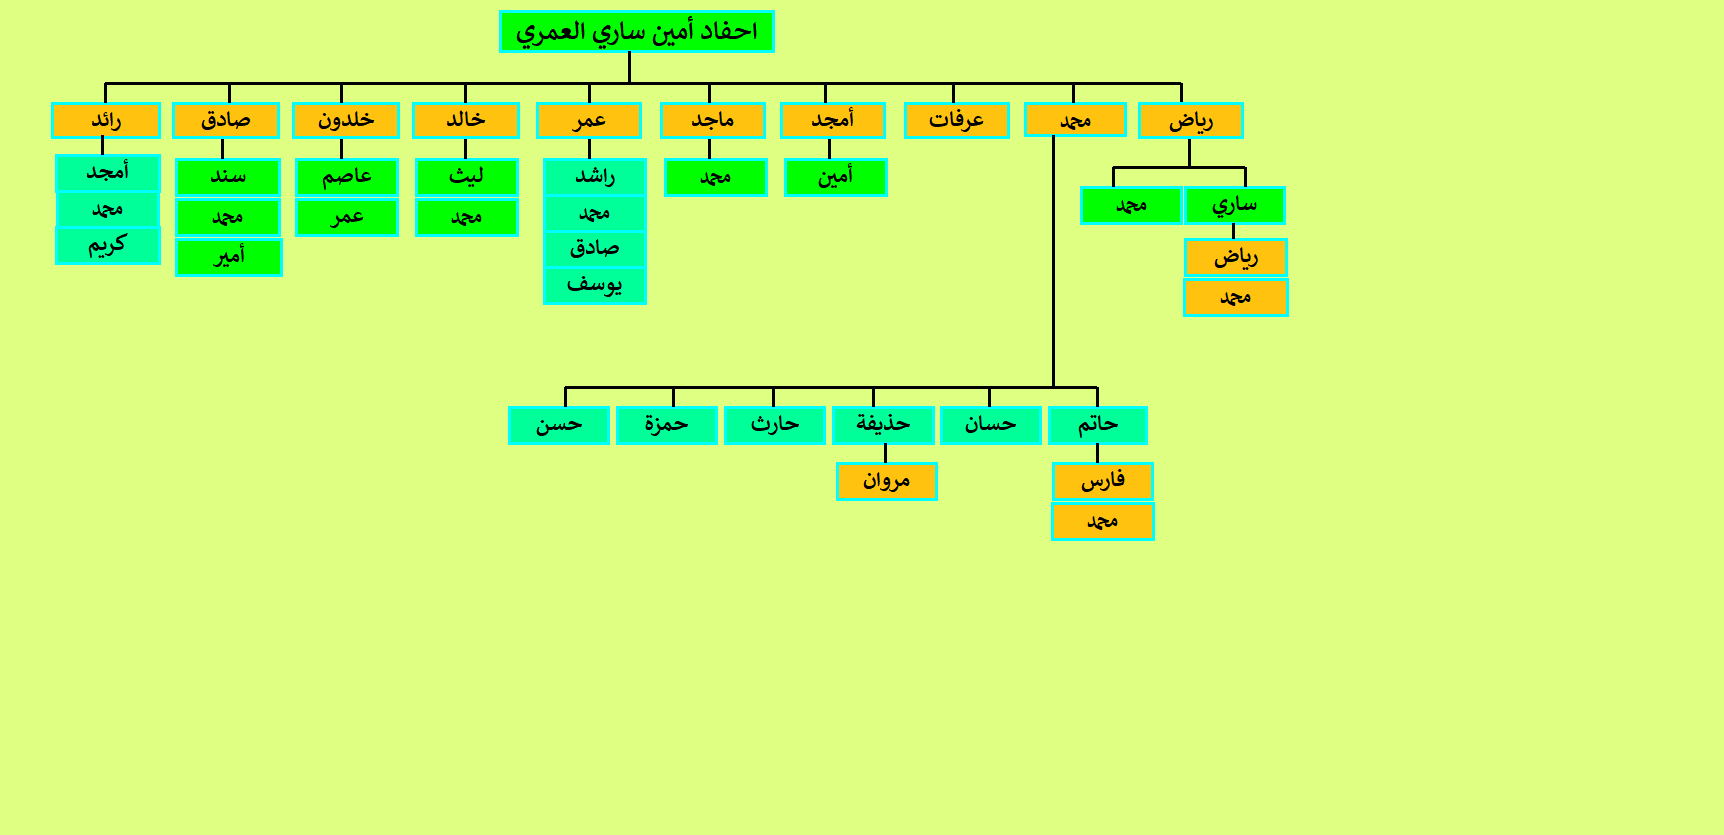 احفاد أمين ساري العمري
رياض
محمد
عرفات
أمجد
ماجد
عمر
خالد
خلدون
صادق
رائد
ساري
محمد
رياض
محمد
أمين
محمد
راشد
محمد
صادق
يوسف
ليث
محمد
عاصم
عمر
سند
محمد
أمير
أمجد
محمد
كريم
حاتم
حسان
حذيفة
حارث
حمزة
حسن
فارس
محمد
مروان